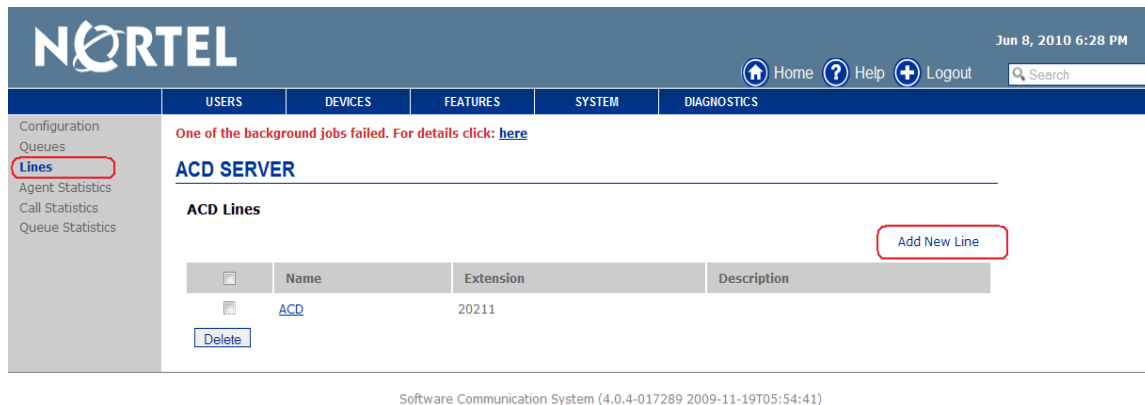 NORTEL
Jun 8, 2010 6:28 PM
Home Help Logout Search
USERS DEVICES FEATURES SYSTEM DIAGNOSTICS
Configuration
Queues
Lines
Agent Statistics
Call Statistics
Queue Statistics
One of the background jobs failed. For details click: here
ACD SERVER
ACD Lines
Add New Line
Name Extension Description
ACD 20211
Delete
Software Communication System (4.0.4-017289 2009-11-19T05:54:41)